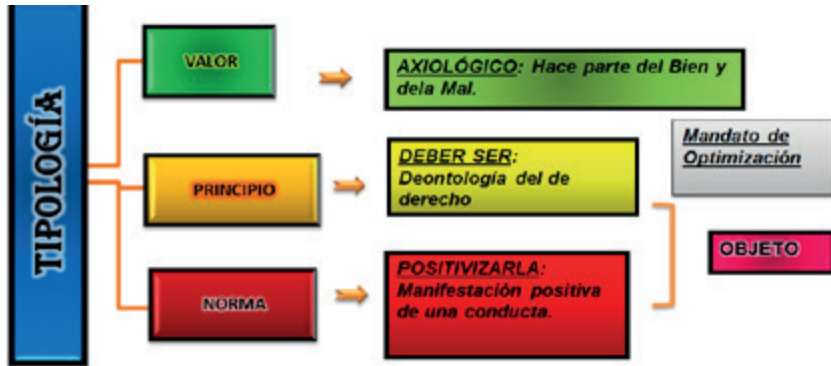 TIPOLOGÍA
VALOR
AXIOLÓGICO: Hace parte del Bien y
dela Mal.
PRINCIPIO
DEBER SER:
Deontología del de
derecho
Mandato de
Optimización
NORMA
POSITIVIZARLA:
Manifestación positiva
de una conducta.
OBJETO